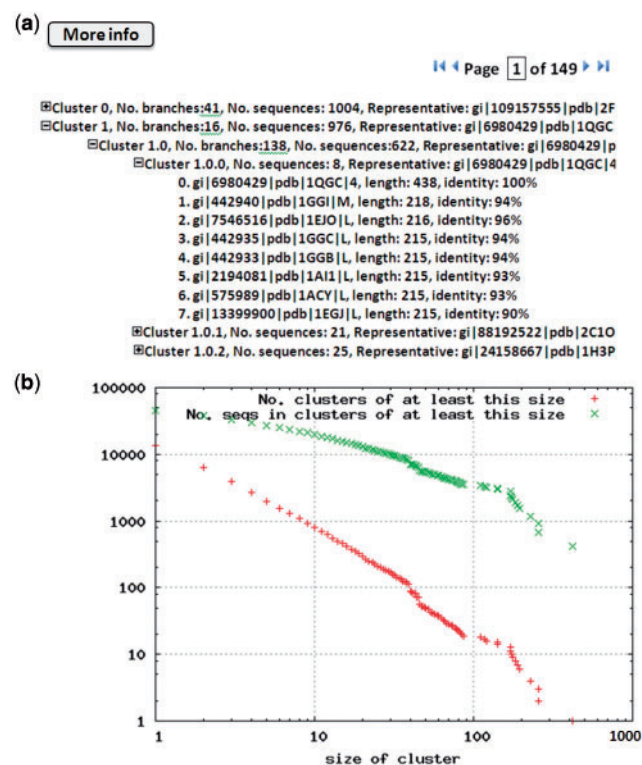 (a)
More info
Page 1 of 149
⊞Cluster 0, No. branches:41, No. sequences: 1004, Representative: gi|109157555|pdb|2F
⊟Cluster 1, No. branches:16, No. sequences: 976, Representative: gi|6980429|pdb|1QGC
⊟Cluster 1.0, No. branches:138, No. sequences:622, Representative: gi|6980429|p
⊟Cluster 1.0.0, No. sequences: 8, Representative: gi|6980429|pdb|1QGC|4
0. gi|6980429|pdb|1QGC|4, length: 438, identity: 100%
1. gi|442940|pdb|1GGI|M, length: 218, identity: 94%
2. gi|7546516|pdb|1EJO|L, length: 216, identity: 96%
3. gi|442935|pdb|1GGC|L, length: 215, identity: 94%
4. gi|442933|pdb|1GGB|L, length: 215, identity: 94%
5. gi|2194081|pdb|1AI1|L, length: 215, identity: 93%
6. gi|575989|pdb|1ACY|L, length: 215, identity: 93%
7. gi|13399900|pdb|1EGJ|L, length: 215, identity: 90%
⊞Cluster 1.0.1, No. sequences: 21, Representative: gi|88192522|pdb|2C1O
⊞Cluster 1.0.2, No. sequences: 25, Representative: gi|24158667|pdb|1H3P
(b)
100000
No. clusters of at least this size +
No. seqs in clusters of at least this size ×
10000
1000
100
10
1
1 10 100 1000
size of cluster